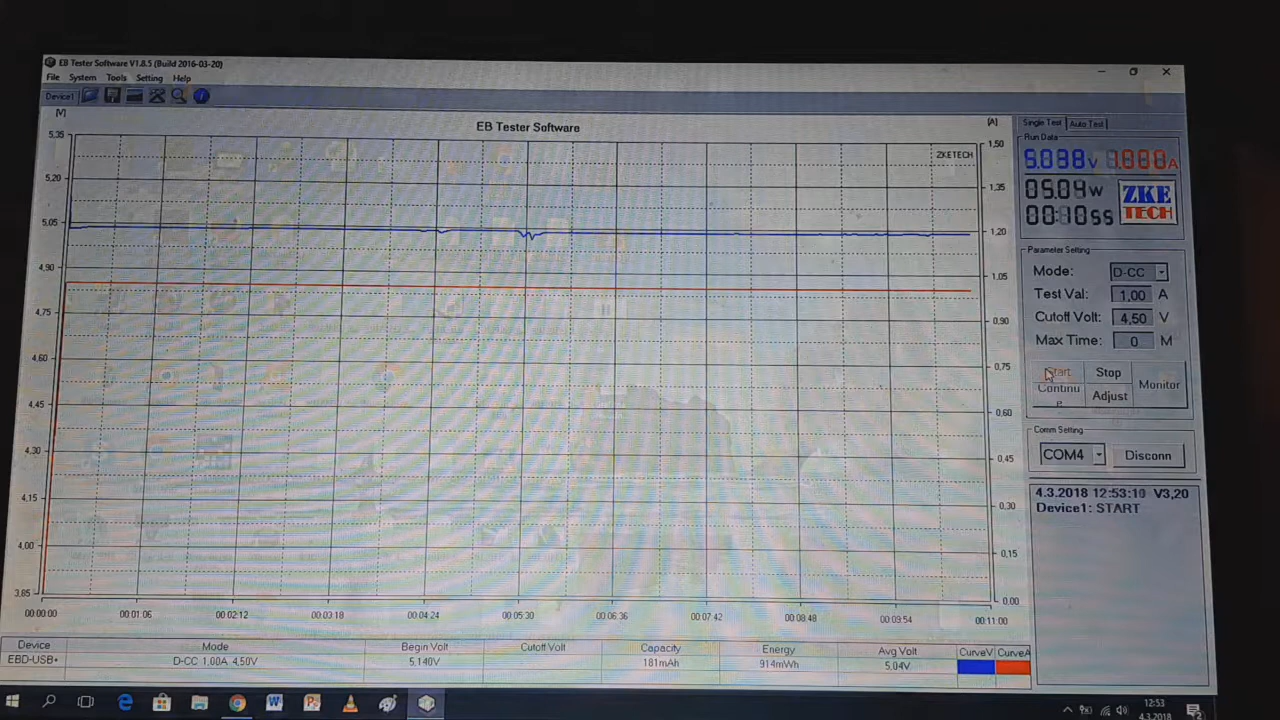 EB Tester Software V1.8.5 (Build 2016-03-20)
File System Tools Setting Help
Device1
[V]
EB Tester Software
[A]
ZKETECH
5,35
5,20
5,05
4,90
4,75
4,60
4,45
4,30
4,15
4,00
3,85
1,50
1,35
1,20
1,05
0,90
0,75
0,60
0,45
0,30
0,15
0,00
00:00:00 00:01:06 00:02:12 00:03:18 00:04:24 00:05:30 00:06:36 00:07:42 00:08:48 00:09:54 00:11:00
Single Test Auto Test
Run Data
5.038V 1.000A
05.04W
00:10:55
ZKE
TECH
Parameter Setting
Mode: D-CC
Test Val: 1,00 A
Cutoff Volt: 4,50 V
Max Time: 0 M
Start Stop
Continu
e
Adjust
Monitor
Comm Setting
COM4 Disconn
4.3.2018 12:53:10 V3,20
Device1: START
Device Mode Begin Volt Cutoff Volt Capacity Energy Avg Volt CurveV CurveA
EBD-USB+ D-CC 1,00A 4,50V 5,140V 181mAh 914mWh 5,04V
12:53
4.3.2018